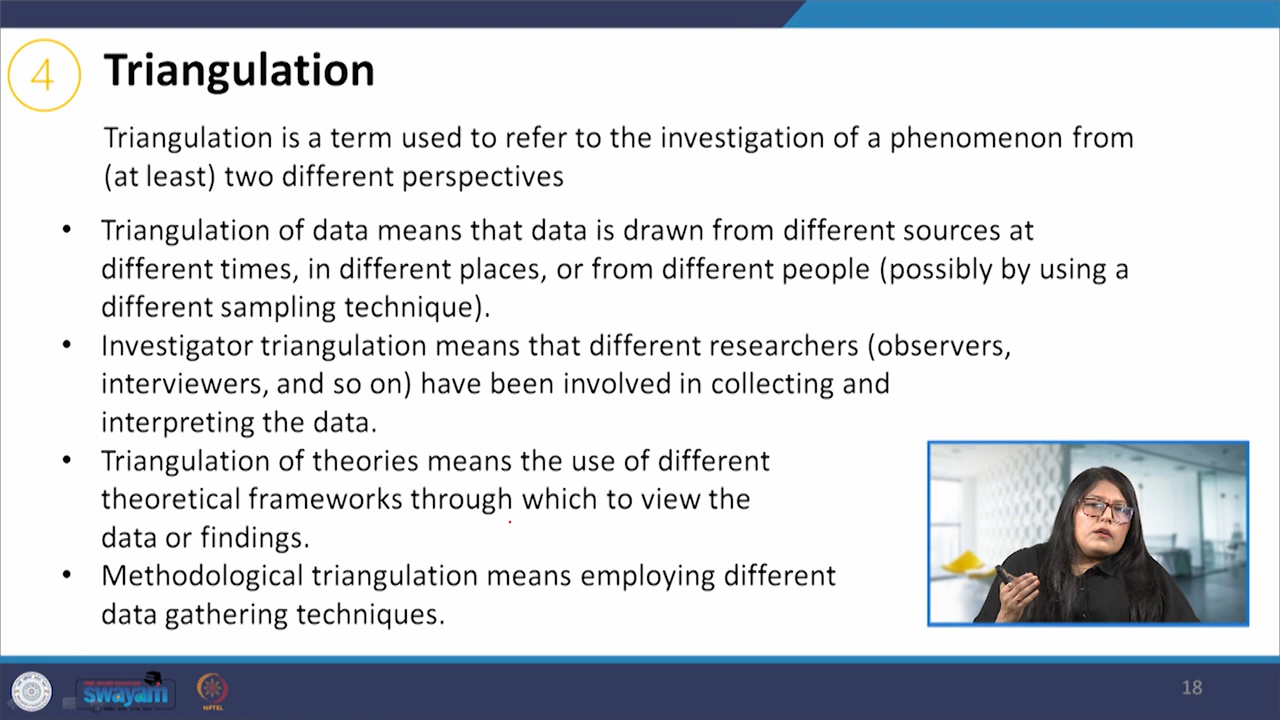 4
Triangulation
Triangulation is a term used to refer to the investigation of a phenomenon from
(at least) two different perspectives
• Triangulation of data means that data is drawn from different sources at
different times, in different places, or from different people (possibly by using a
different sampling technique).
• Investigator triangulation means that different researchers (observers,
interviewers, and so on) have been involved in collecting and
interpreting the data.
• Triangulation of theories means the use of different
theoretical frameworks through which to view the
data or findings.
• Methodological triangulation means employing different
data gathering techniques.
swayam
NPTEL
18